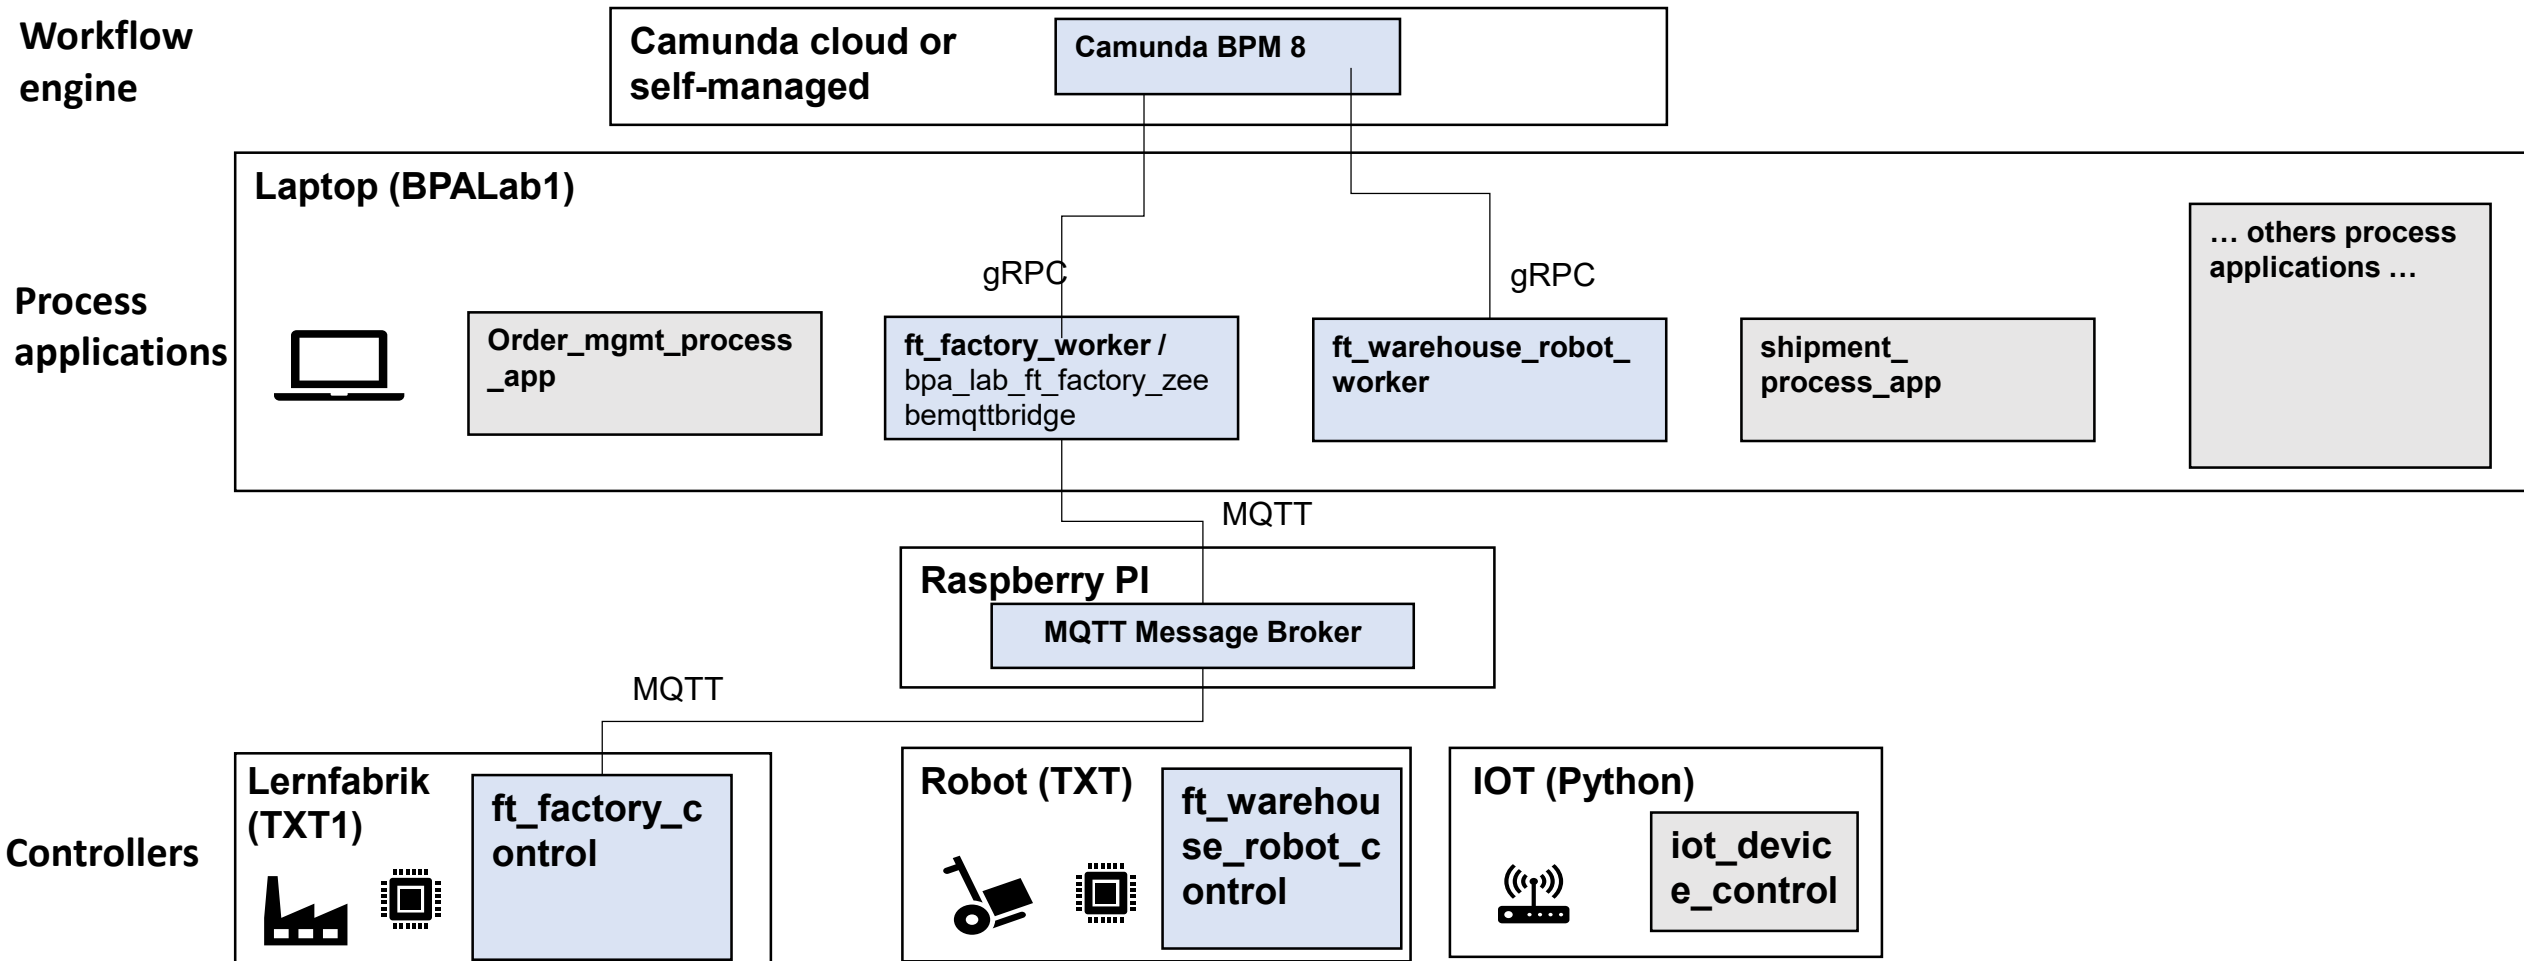 Workflow
engine
Camunda cloud or
self-managed
Camunda BPM 8
Laptop (BPALab1)
Process
applications
gRPC
gRPC
Order_mgmt_process
_app
ft_factory_worker /
bpa_lab_ft_factory_zee
bemqttbridge
ft_warehouse_robot_
worker
shipment_
process_app
… others process
applications …
MQTT
Raspberry PI
MQTT Message Broker
MQTT
Controllers
Lernfabrik
(TXT1)
ft_factory_c
ontrol
Robot (TXT)
ft_warehou
se_robot_c
ontrol
IOT (Python)
iot_devic
e_control